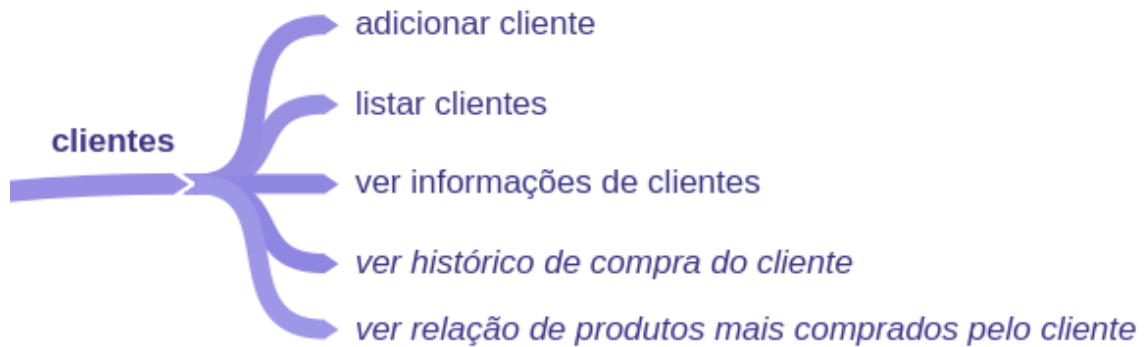 clientes
adicionar cliente
listar clientes
ver informações de clientes
ver histórico de compra do cliente
ver relação de produtos mais comprados pelo cliente